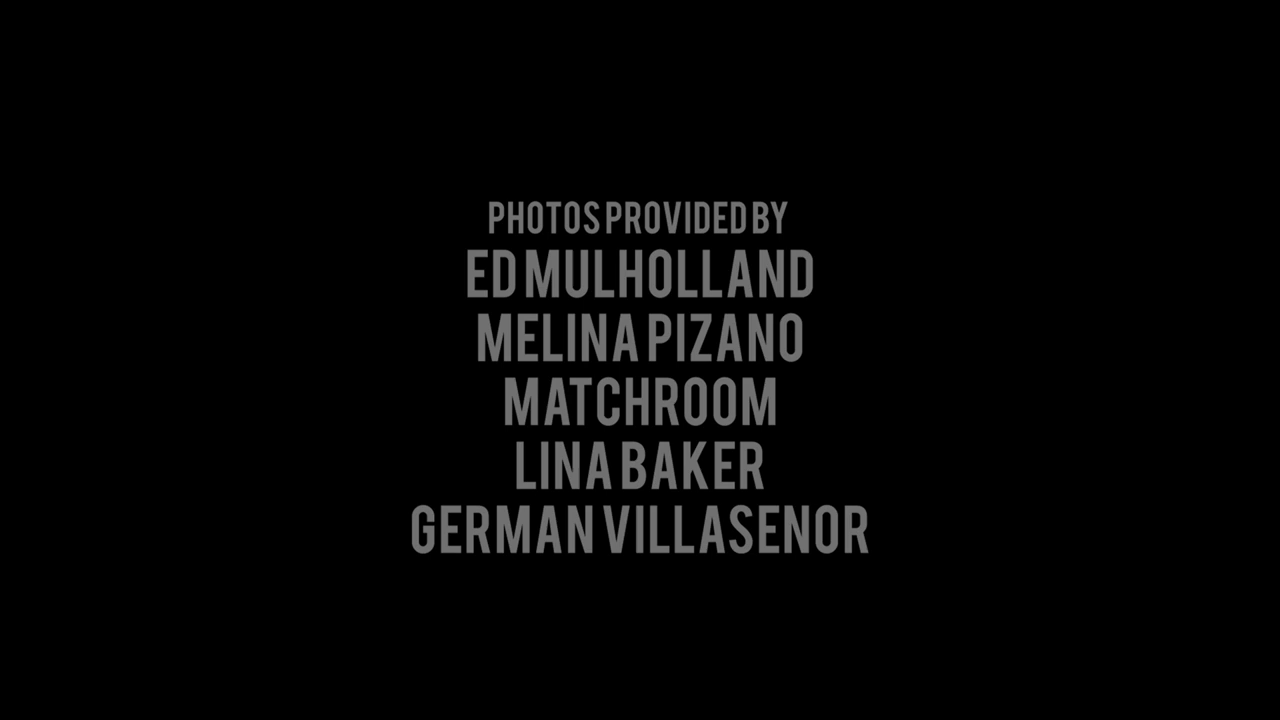 PHOTOS PROVIDED BY
ED MULHOLLAND
MELINA PIZANO
MATCHROOM
LINA BAKER
GERMAN VILLASENOR